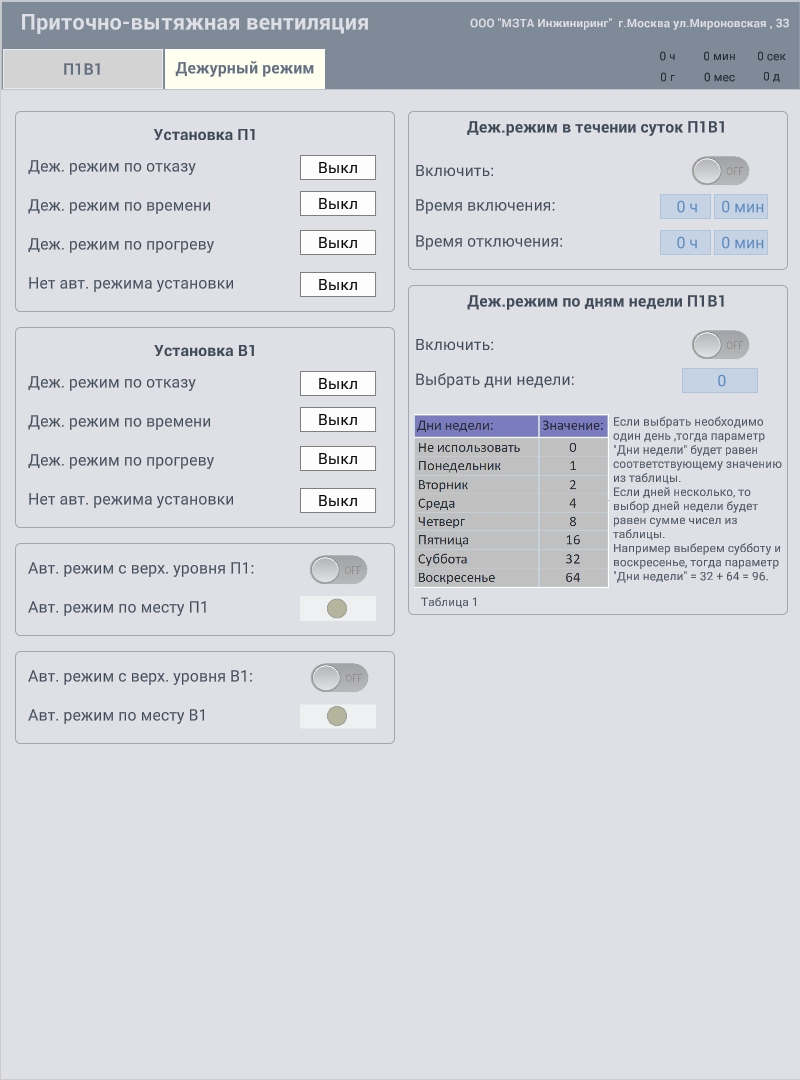 Приточно-вытяжная вентиляция
ООО "МЗТА Инжиниринг" г.Москва ул.Мироновская , 33
П1В1
Дежурный режим
0 ч 0 мин 0 сек
0 г 0 мес 0 д
Установка П1
Деж. режим по отказу Выкл
Деж. режим по времени Выкл
Деж. режим по прогреву Выкл
Нет авт. режима установки Выкл
Установка В1
Деж. режим по отказу Выкл
Деж. режим по времени Выкл
Деж. режим по прогреву Выкл
Нет авт. режима установки Выкл
Авт. режим с верх. уровня П1: OFF
Авт. режим по месту П1
Авт. режим с верх. уровня В1: OFF
Авт. режим по месту В1
Деж.режим в течении суток П1В1
Включить: OFF
Время включения: 0 ч 0 мин
Время отключения: 0 ч 0 мин
Деж.режим по дням недели П1В1
Включить: OFF
Выбрать дни недели: 0
Дни недели: Значение:
Не использовать 0
Понедельник 1
Вторник 2
Среда 4
Четверг 8
Пятница 16
Суббота 32
Воскресенье 64
Таблица 1
Если выбрать необходимо
один день ,тогда параметр
"Дни недели" будет равен
соответствующему значению
из таблицы.
Если дней несколько, то
выбор дней недели будет
равен сумме чисел из
таблицы.
Например выберем субботу и
воскресенье, тогда параметр
"Дни недели" = 32 + 64 = 96.